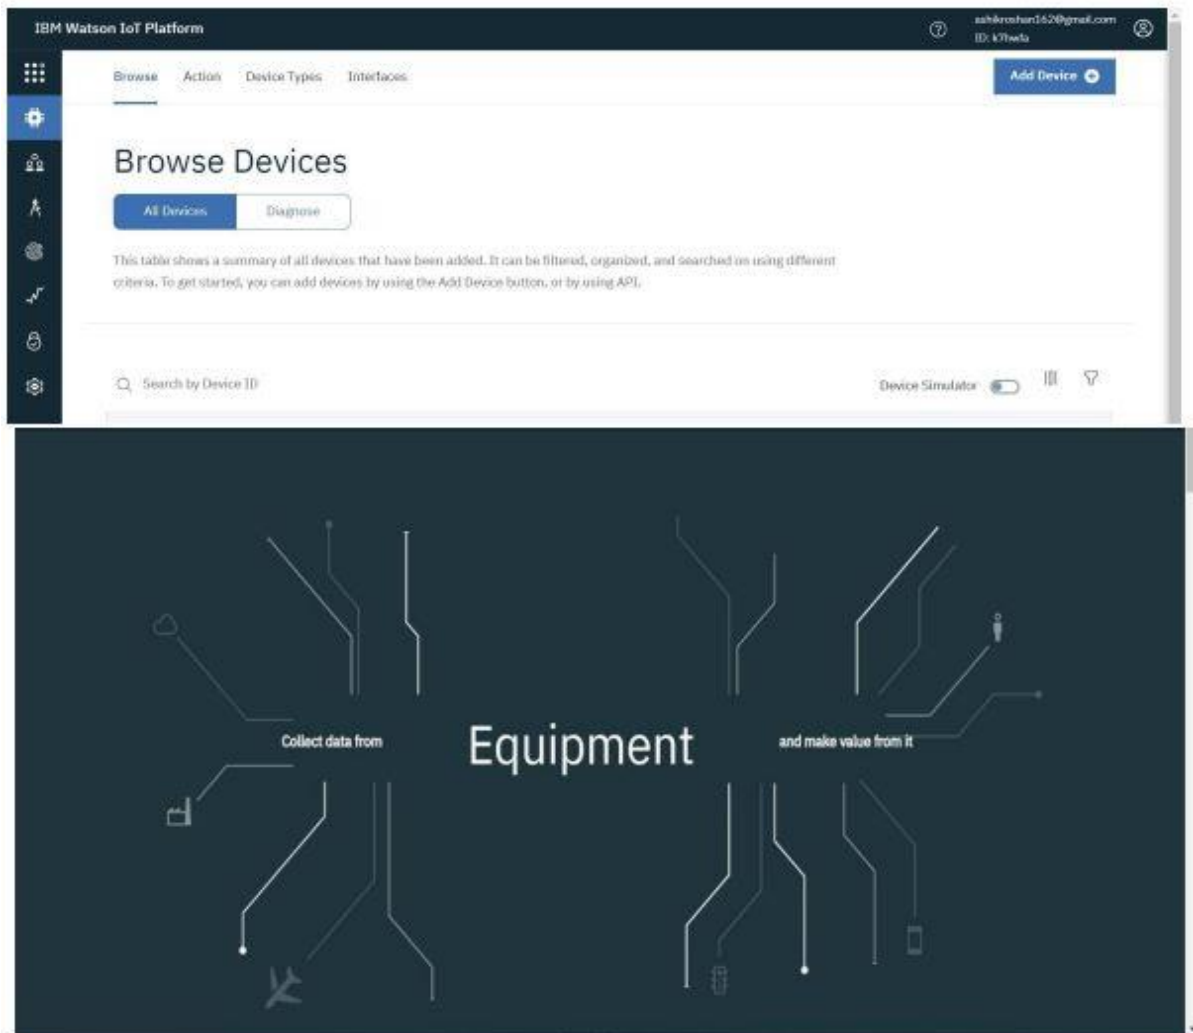 IBM Watson IoT Platform
ashikroshan162@gmail.com
Browse Action Device Types Interfaces
Add Device
Browse Devices
All Devices Diagnose
This table shows a summary of all devices that have been added. It can be filtered, organized, and searched on using different
criteria. To get started, you can add devices by using the Add Device button, or by using API.
Search by Device ID
Device Simulator
Collect data from Equipment and make value from it